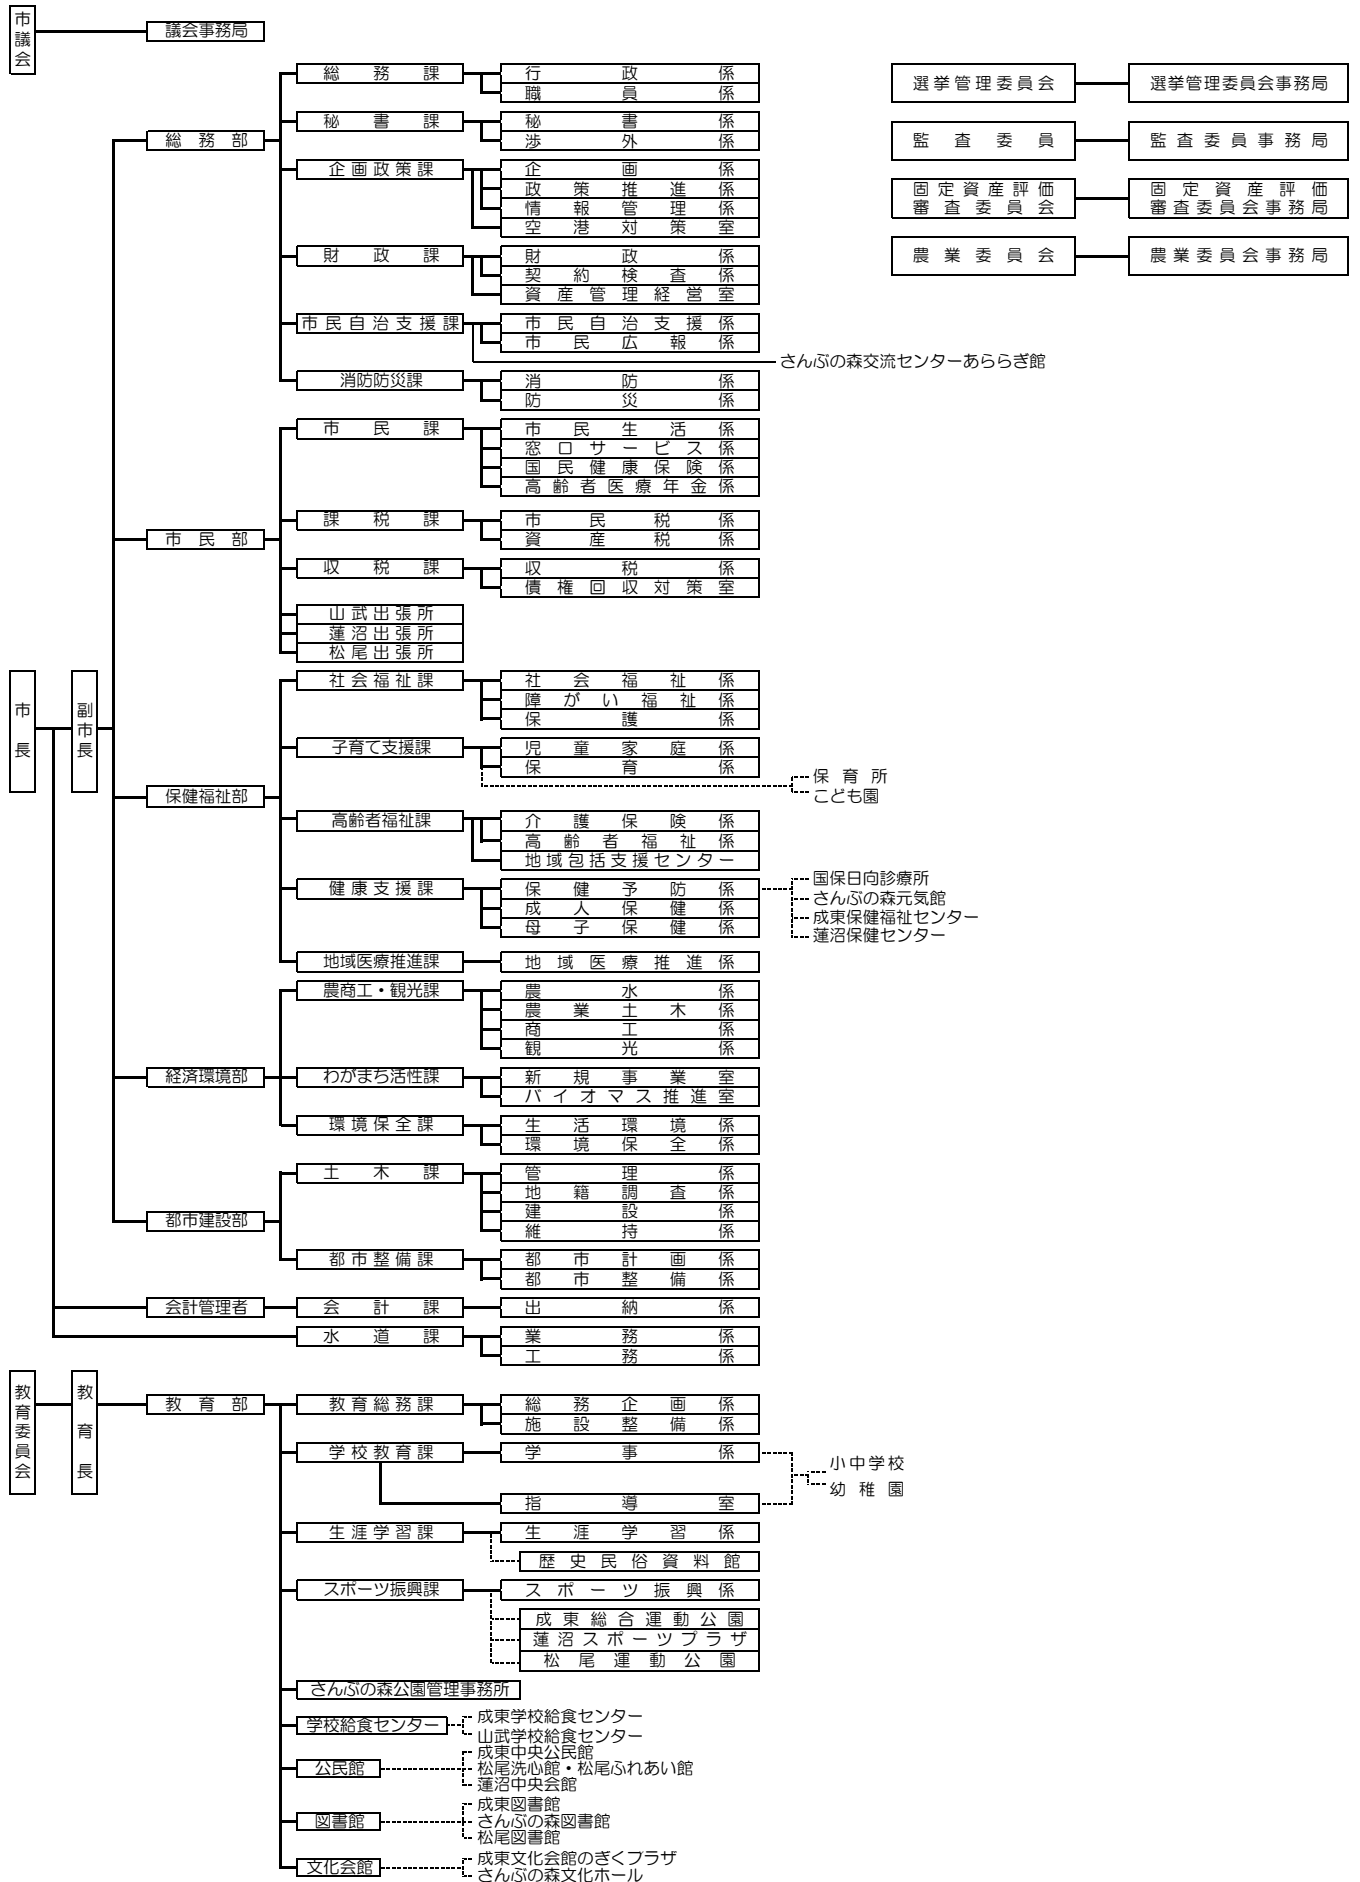 市議会
議会事務局
総務課
行政係
職員係
選挙管理委員会
選挙管理委員会事務局
総務部
秘書課
秘書係
渉外係
監査委員
監査委員事務局
企画政策課
企画係
政策推進係
情報管理係
空港対策室
固定資産評価
審査委員会
固定資産評価
審査委員会事務局
財政課
財政係
契約検査係
資産管理経営室
農業委員会
農業委員会事務局
市民自治支援課
市民自治支援係
市民広報係
さんぶの森交流センターあららぎ館
消防防災課
消防係
防災係
市民部
市民課
市民生活係
窓口サービス係
国民健康保険係
高齢者医療年金係
課税課
市民税係
資産税係
収税課
収税係
債権回収対策室
山武出張所
蓮沼出張所
松尾出張所
市長
副市長
保健福祉部
社会福祉課
社会福祉係
障がい福祉係
保護係
子育て支援課
児童家庭係
保育係
保育所
こども園
高齢者福祉課
介護保険係
高齢者福祉係
地域包括支援センター
健康支援課
保健予防係
成人保健係
母子保健係
国保日向診療所
さんぶの森元気館
成東保健福祉センター
蓮沼保健センター
地域医療推進課
地域医療推進係
経済環境部
農商工・観光課
農水係
農業土木係
商工係
観光係
わがまち活性課
新規事業室
バイオマス推進室
環境保全課
生活環境係
環境保全係
都市建設部
土木課
管理係
地籍調査係
建設係
維持係
都市整備課
都市計画係
都市整備係
会計管理者
会計課
出納係
水道課
業務係
工務係
教育委員会
教育長
教育部
教育総務課
総務企画係
施設整備係
学校教育課
学事係
指導室
小中学校
幼稚園
生涯学習課
生涯学習係
歴史民俗資料館
スポーツ振興課
スポーツ振興係
成東総合運動公園
蓮沼スポーツプラザ
松尾運動公園
さんぶの森公園管理事務所
学校給食センター
成東学校給食センター
山武学校給食センター
公民館
成東中央公民館
松尾洗心館・松尾ふれあい館
蓮沼中央会館
図書館
成東図書館
さんぶの森図書館
松尾図書館
文化会館
成東文化会館のぎくプラザ
さんぶの森文化ホール